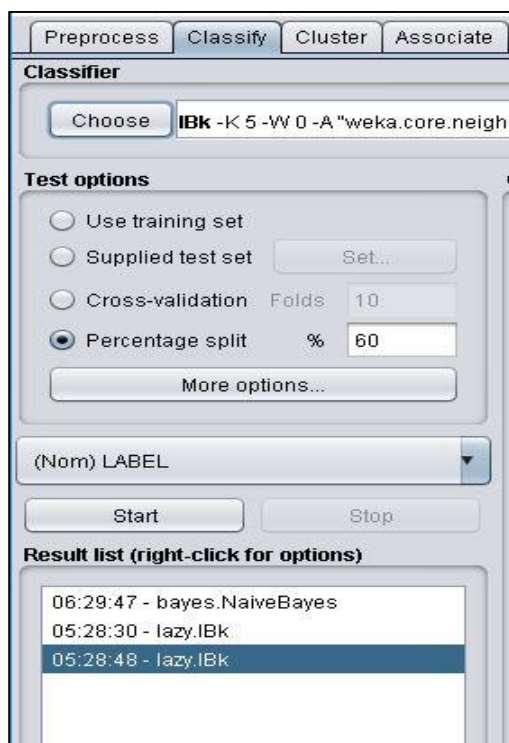 Preprocess Classify Cluster Associate
Classifier
Choose IBk -K 5 -W 0 -A "weka.core.neigh
Test options
Use training set
Supplied test set Set...
Cross-validation Folds 10
Percentage split % 60
More options...
(Nom) LABEL
Start Stop
Result list (right-click for options)
06:29:47 - bayes.NaiveBayes
05:28:30 - lazy.IBk
05:28:48 - lazy.IBk